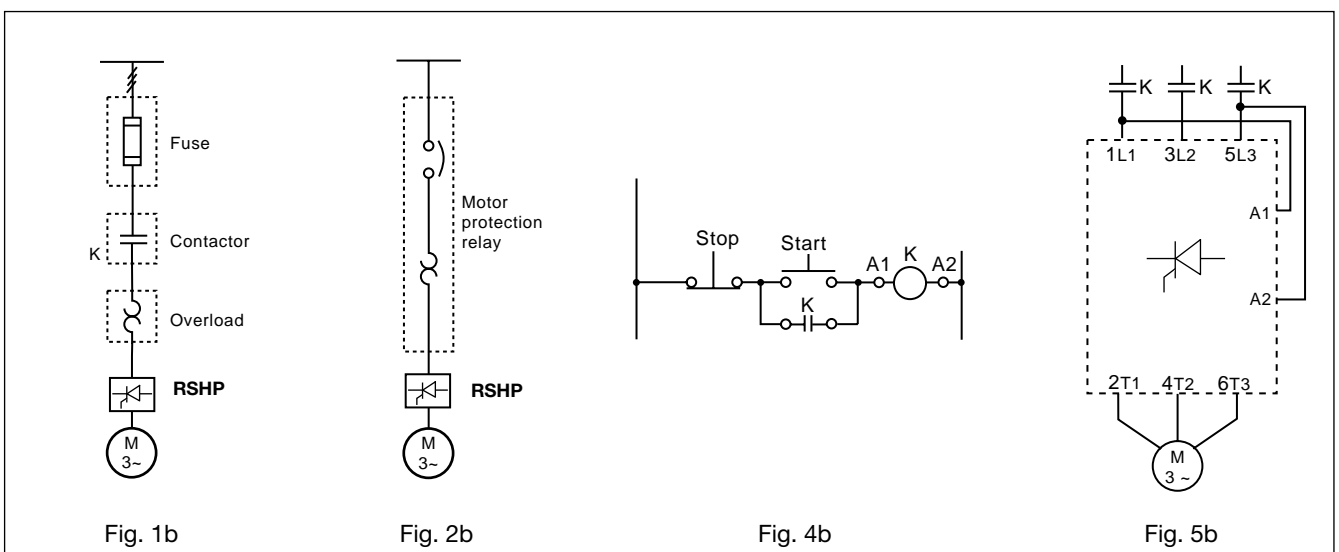 Fuse
K
Contactor
Overload
RSHP
M
3~
Fig. 1b
Motor
protection
relay
RSHP
M
3~
Fig. 2b
Stop
Start
A1
K
A2
K
Fig. 4b
K
K
K
1L1
3L2
5L3
A1
A2
2T1
4T2
6T3
M
3 ~
Fig. 5b